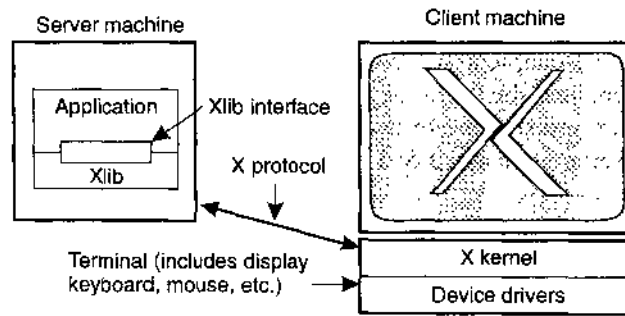 Server machine
Client machine
Application
Xlib interface
Xlib
X protocol
Terminal (includes display
keyboard, mouse, etc.)
X kernel
Device drivers